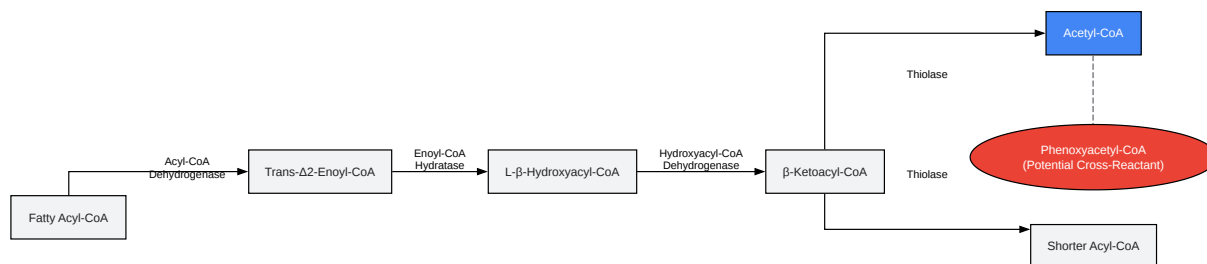 Fatty Acyl-CoA
Acyl-CoA
Dehydrogenase
Trans-Δ2-Enoyl-CoA
Enoyl-CoA
Hydratase
L-β-Hydroxyacyl-CoA
Hydroxyacyl-CoA
Dehydrogenase
β-Ketoacyl-CoA
Thiolase
Acetyl-CoA
Phenoxyacetyl-CoA
(Potential Cross-Reactant)
Thiolase
Shorter Acyl-CoA